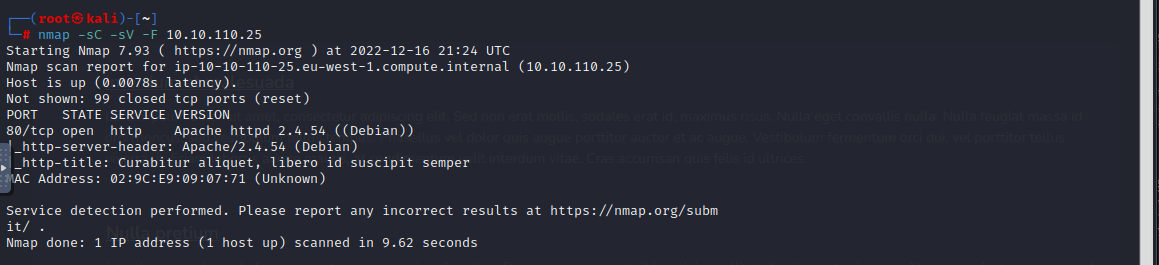 ┌──(root㉿kali)-[~]
└─# nmap -sC -sV -F 10.10.110.25
Starting Nmap 7.93 ( https://nmap.org ) at 2022-12-16 21:24 UTC
Nmap scan report for ip-10-10-110-25.eu-west-1.compute.internal (10.10.110.25)
Host is up (0.0078s latency).
Not shown: 99 closed tcp ports (reset)
PORT   STATE SERVICE VERSION
80/tcp open  http    Apache httpd 2.4.54 ((Debian))
|_http-server-header: Apache/2.4.54 (Debian)
|_http-title: Curabitur aliquet, libero id suscipit semper
MAC Address: 02:9C:E9:09:07:71 (Unknown)
Service detection performed. Please report any incorrect results at https://nmap.org/subm
it/ .
Nulla pretium
Nmap done: 1 IP address (1 host up) scanned in 9.62 seconds